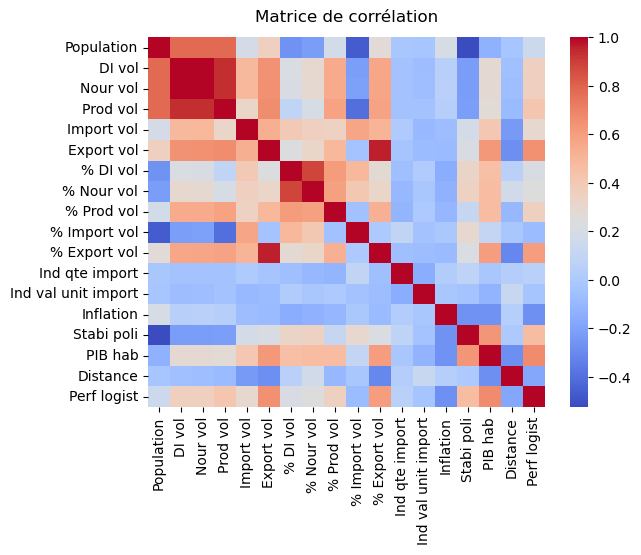 Matrice de corrélation
Population
DI vol
Nour vol
Prod vol
Import vol
Export vol
% DI vol
% Nour vol
% Prod vol
% Import vol
% Export vol
Ind qte import
Ind val unit import
Inflation
Stabi poli
PIB hab
Distance
Perf logist
Population
DI vol
Nour vol
Prod vol
Import vol
Export vol
% DI vol
% Nour vol
% Prod vol
% Import vol
% Export vol
Ind qte import
Ind val unit import
Inflation
Stabi poli
PIB hab
Distance
Perf logist
1.0
0.8
0.6
0.4
0.2
0.0
−0.2
−0.4